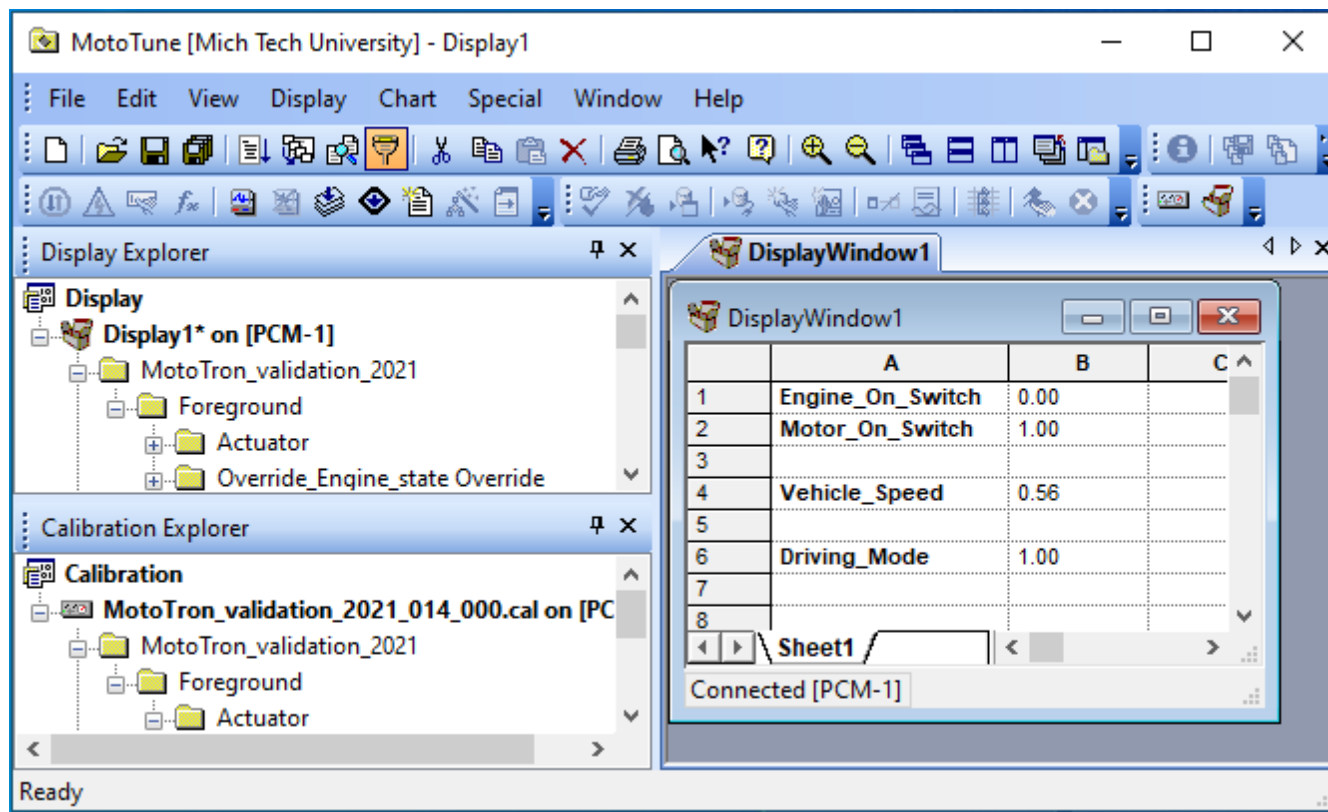 MotoTune [Mich Tech University] - Display1
File Edit View Display Chart Special Window Help
Display Explorer
Display
Display1* on [PCM-1]
MotoTron_validation_2021
Foreground
Actuator
Override_Engine_state Override
Calibration Explorer
Calibration
MotoTron_validation_2021_014_000.cal on [PC
MotoTron_validation_2021
Foreground
Actuator
DisplayWindow1
DisplayWindow1
A B C
1 Engine_On_Switch 0.00
2 Motor_On_Switch 1.00
3
4 Vehicle_Speed 0.56
5
6 Driving_Mode 1.00
7
8
Sheet1
Connected [PCM-1]
Ready